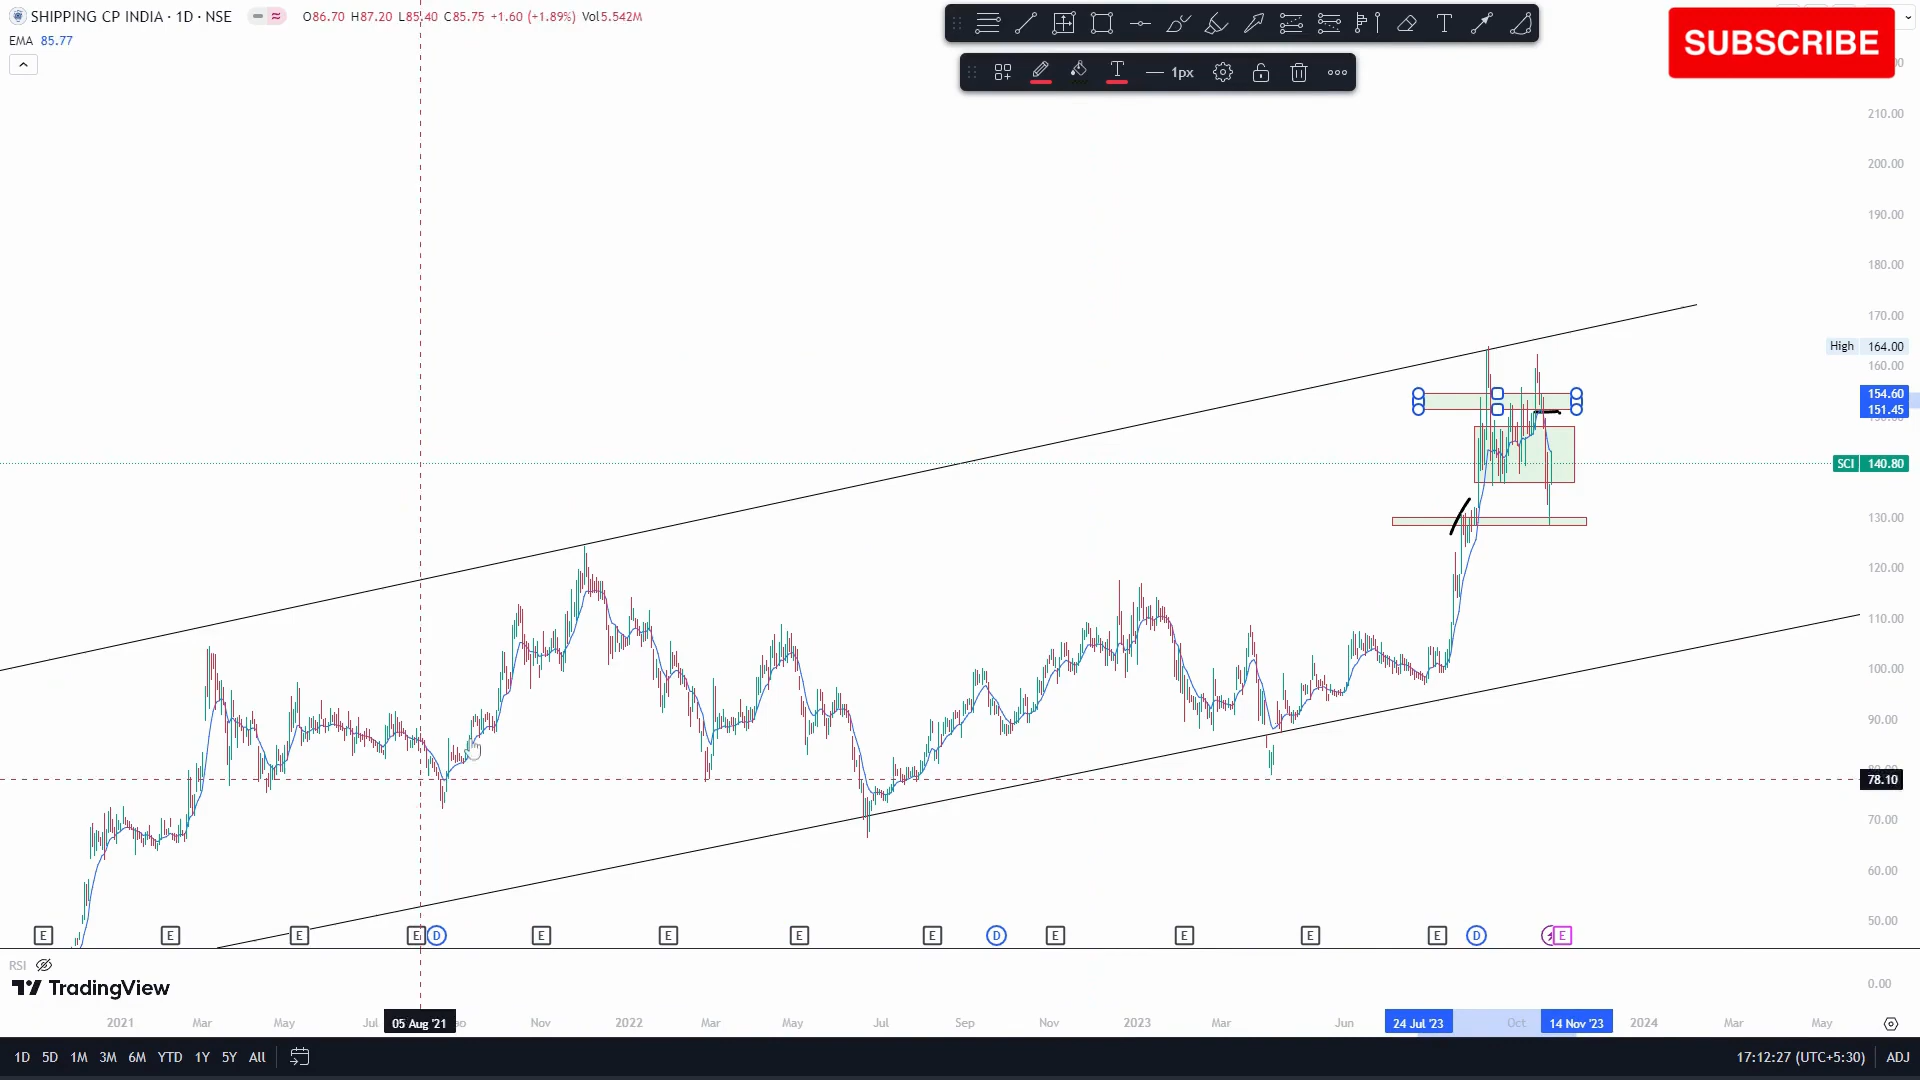 SHIPPING CP INDIA · 1D · NSE O86.70 H87.20 L85.40 C85.75 +1.60 (+1.89%) Vol5.542M
EMA 85.77
T
T 1px
SUBSCRIBE
210.00
200.00
190.00
180.00
170.00
High 164.00
160.00
154.60
151.45
SCI 140.80
130.00
120.00
110.00
100.00
90.00
78.10
70.00
60.00
50.00
E E E E D E E E E D E E E E D E
RSI
0.00
TradingView
2021 Mar May Jul 05 Aug '21 Nov 2022 Mar May Jul Sep Nov 2023 Mar Jun 24 Jul '23 Oct 14 Nov '23 2024 Mar May
1D 5D 1M 3M 6M YTD 1Y 5Y All 17:12:27 (UTC+5:30) ADJ